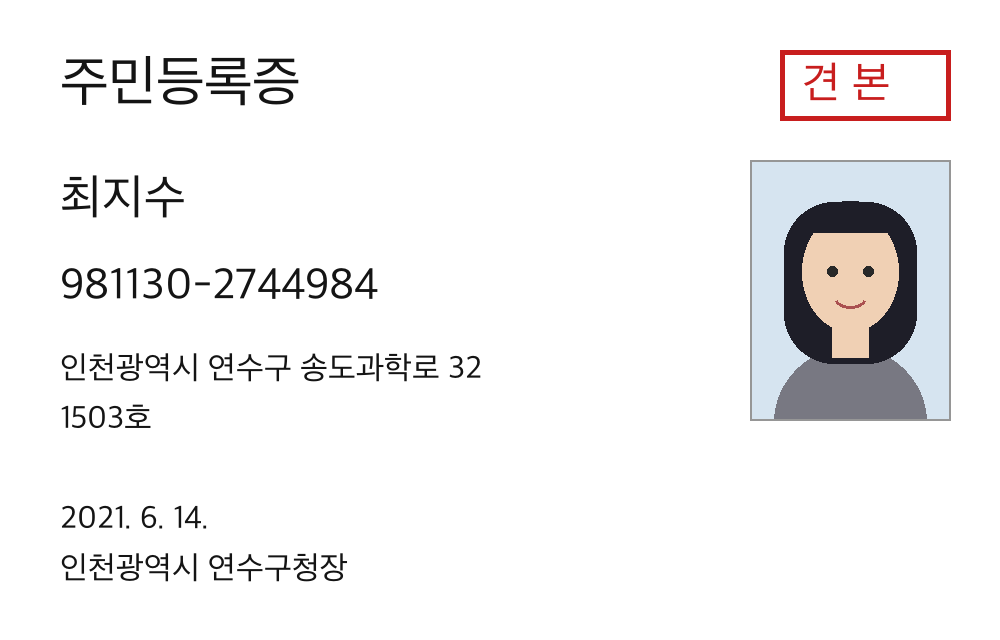 주민등록증
견 본
최지수
981130-2744984
인천광역시 연수구 송도과학로 32
1503호
2021. 6. 14.
인천광역시 연수구청장